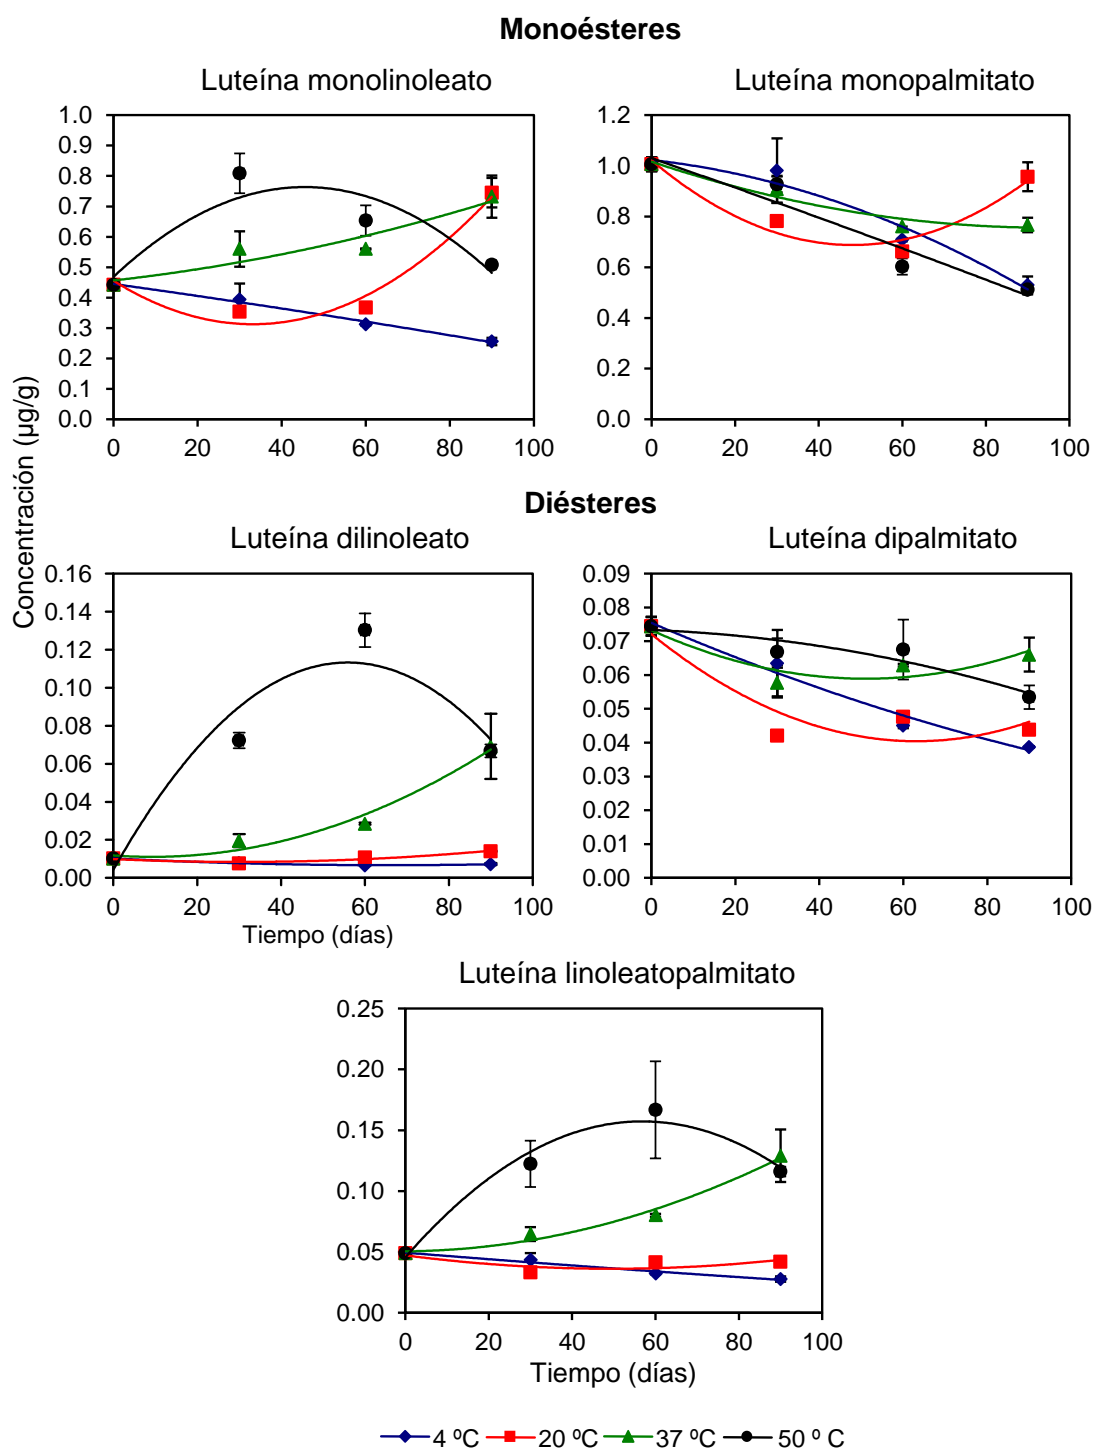 Monoésteres
Luteína monolinoleato
Luteína monopalmitato
1.0
0.9
0.8
0.7
0.6
0.5
0.4
0.3
0.2
0.1
0.0
0 20 40 60 80 100
1.2
1.0
0.8
0.6
0.4
0.2
0.0
0 20 40 60 80 100
Concentración (µg/g)
Diésteres
Luteína dilinoleato
Luteína dipalmitato
0.16
0.14
0.12
0.10
0.08
0.06
0.04
0.02
0.00
0 20 40 60 80 100
Tiempo (días)
0.09
0.08
0.07
0.06
0.05
0.04
0.03
0.02
0.01
0.00
0 20 40 60 80 100
Luteína linoleatopalmitato
0.25
0.20
0.15
0.10
0.05
0.00
0 20 40 60 80 100
Tiempo (días)
4 ºC 20 ºC 37 ºC 50 º C